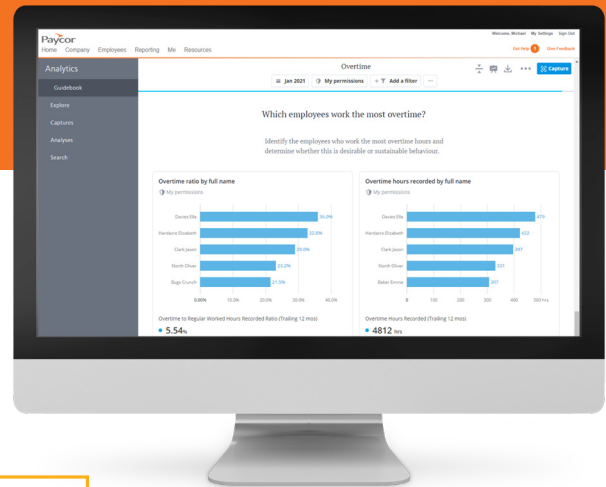 Paycor
Welcome, Michael My Settings Sign Out
Home Company Employees Reporting Me Resources
Get Help Give Feedback
Analytics
Guidebook
Explore
Captures
Analyses
Search
Overtime
Jan 2021 My permissions + Add a filter ...
Capture
Which employees work the most overtime?
Identify the employees who work the most overtime hours and
determine whether this is desirable or sustainable behaviour.
Overtime ratio by full name
My permissions
Davies Ella 36.0%
Elizabeth 32.8%
Clark Jason 29.0%
North Oliver 23.2%
Bugs Crunch 21.5%
0.00% 10.0% 20.0% 30.0% 40.0%
Overtime to Regular Worked Hours Recorded Ratio (Trailing 12 mos)
5.54%
Overtime hours recorded by full name
My permissions
Davies Ella 479
Elizabeth 422
Clark Jason 397
North Oliver 331
Baker Emma
0 100 200 300 400 500 hrs
Overtime Hours Recorded (Trailing 12 mos)
4812 hrs